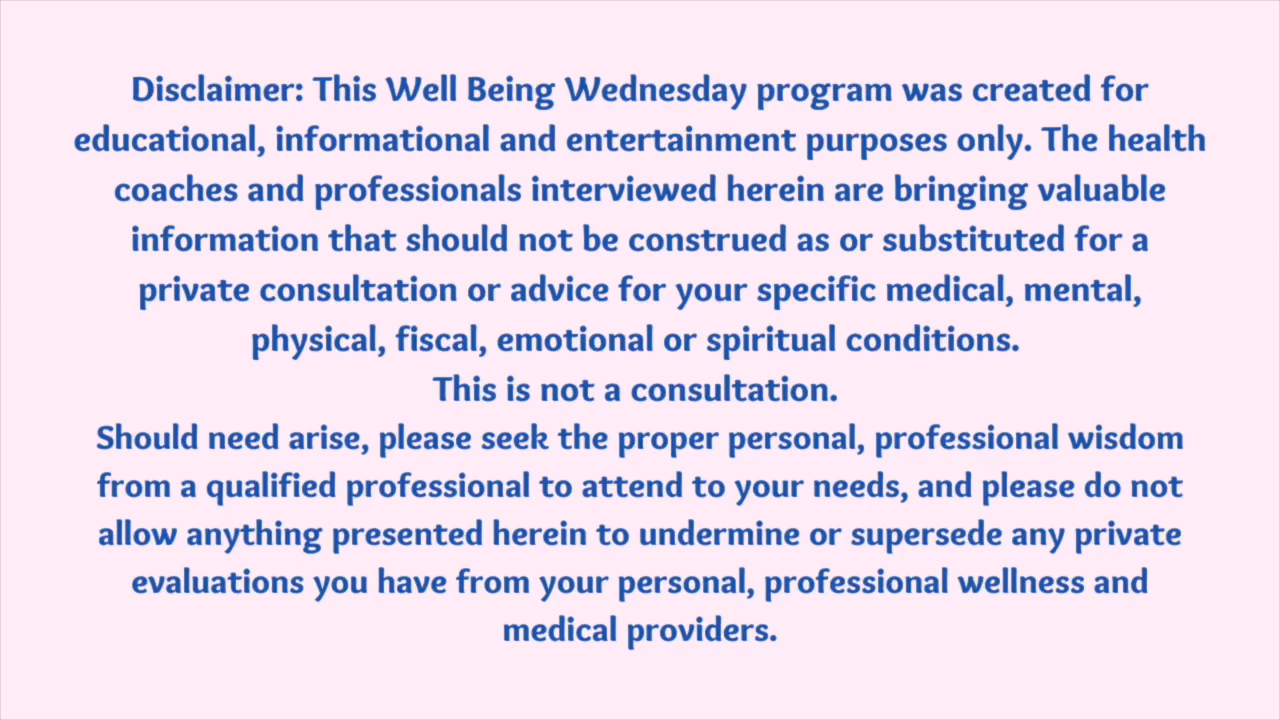 Disclaimer: This Well Being Wednesday program was created for
educational, informational and entertainment purposes only. The health
coaches and professionals interviewed herein are bringing valuable
information that should not be construed as or substituted for a
private consultation or advice for your specific medical, mental,
physical, fiscal, emotional or spiritual conditions.
This is not a consultation.
Should need arise, please seek the proper personal, professional wisdom
from a qualified professional to attend to your needs, and please do not
allow anything presented herein to undermine or supersede any private
evaluations you have from your personal, professional wellness and
medical providers.